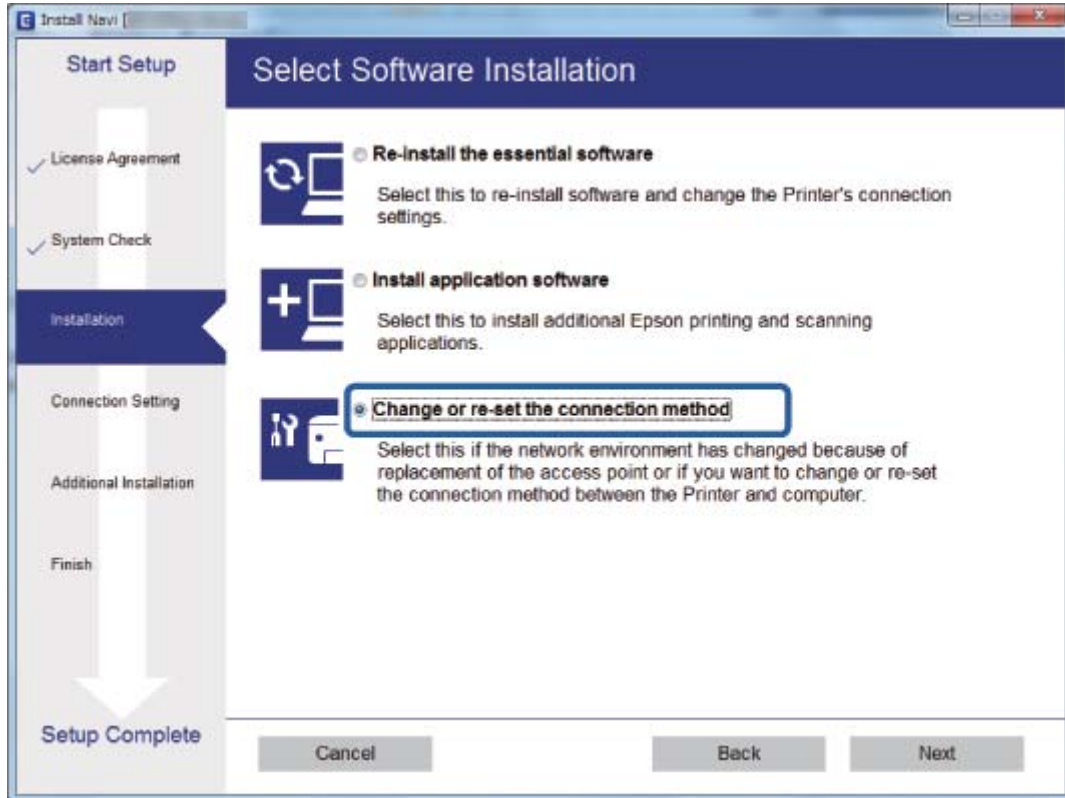 Install Navi [
Start Setup
Select Software Installation
License Agreement
System Check
Installation
Connection Setting
Additional Installation
Finish
Setup Complete
Re-install the essential software
Select this to re-install software and change the Printer's connection
settings.
Install application software
Select this to install additional Epson printing and scanning
applications.
Change or re-set the connection method
Select this if the network environment has changed because of
replacement of the access point or if you want to change or re-set
the connection method between the Printer and computer.
Cancel
Back
Next